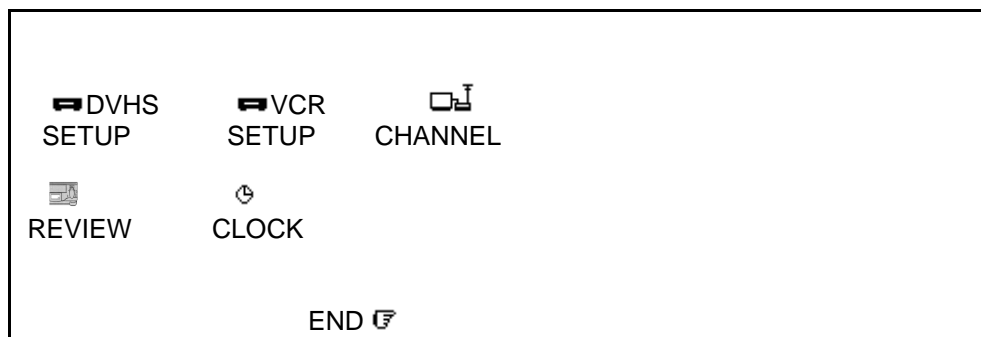 DVHS VCR
SETUP SETUP CHANNEL
REVIEW CLOCK
END